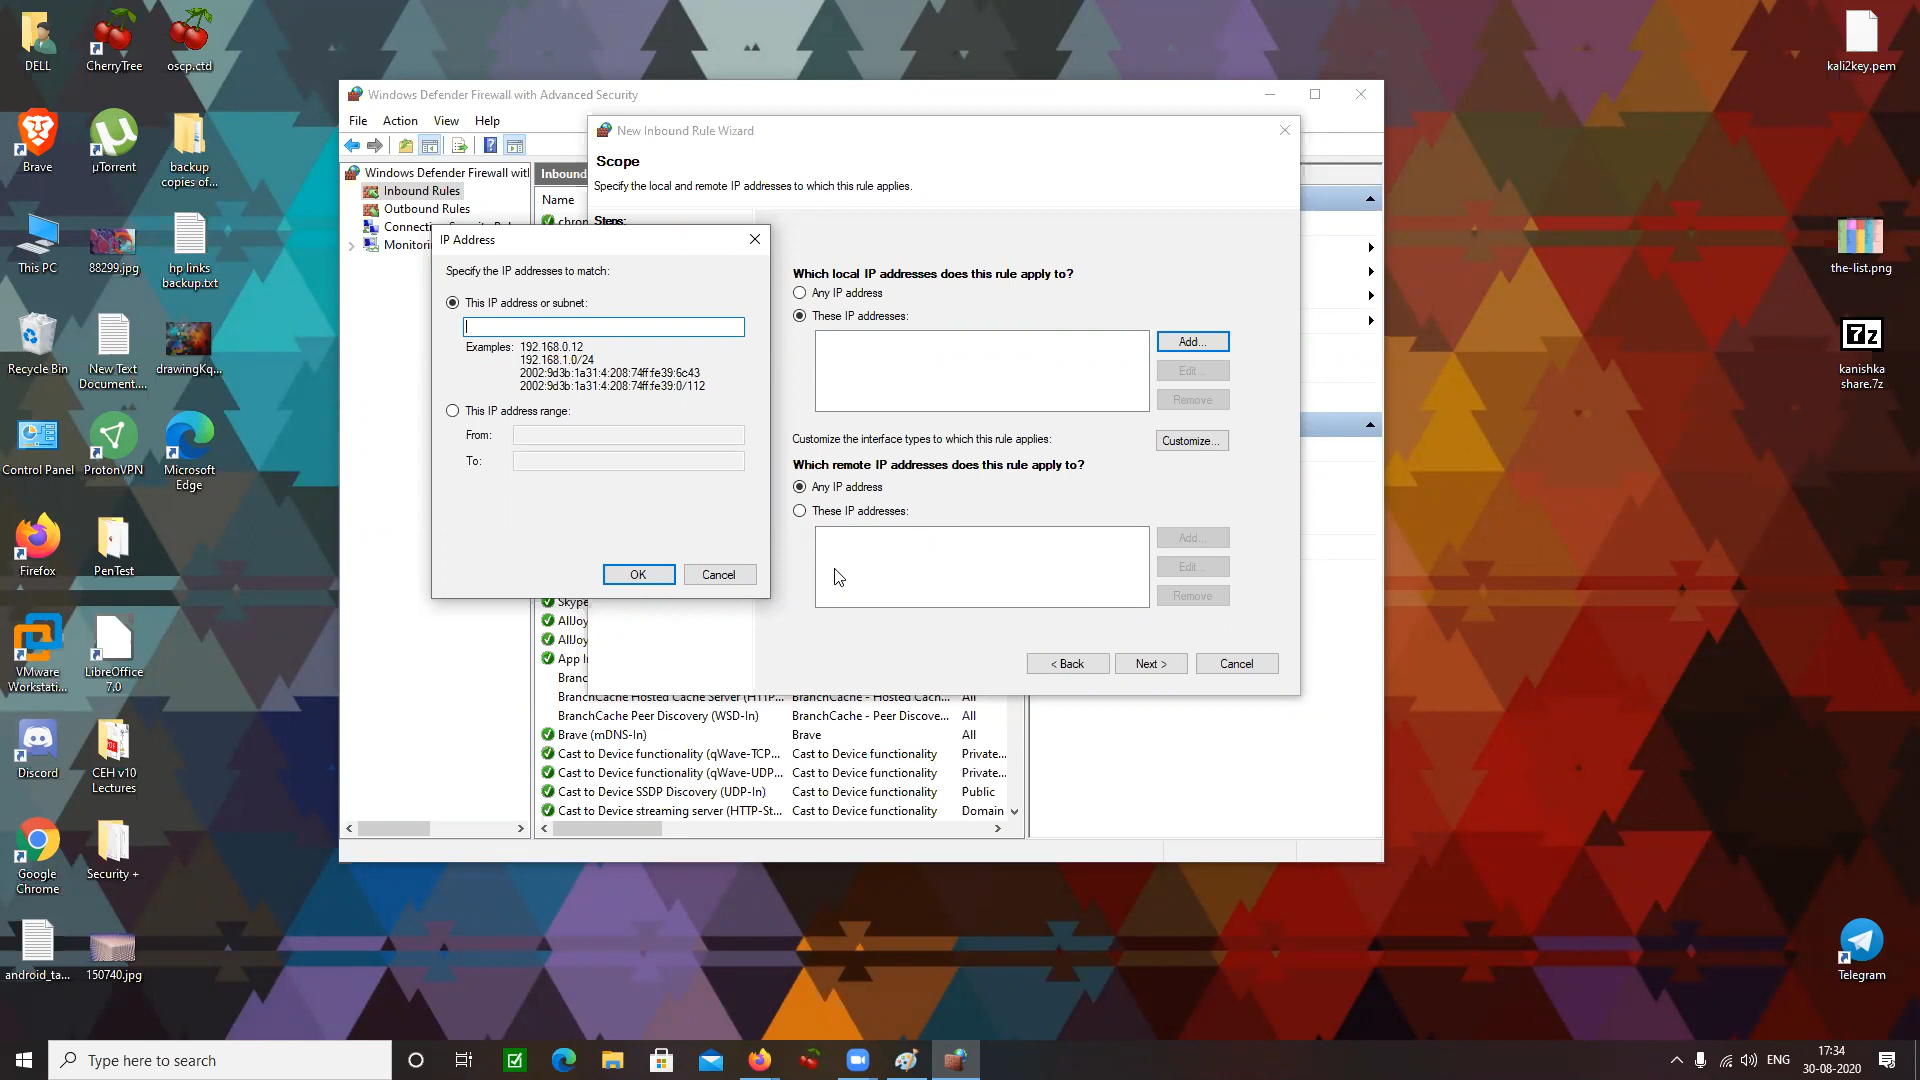 DELL
CherryTree
oscp.ctd
kali2key.pem
Brave
µTorrent
backup
copies of...
This PC
88299.jpg
hp links
backup.txt
the-list.png
Recycle Bin
New Text
Document....
drawingKq...
7z
kanishka
share.7z
Control Panel
ProtonVPN
Microsoft
Edge
Firefox
PenTest
VMware
Workstati...
LibreOffice
7.0
Discord
CEH v10
Lectures
Google
Chrome
Security +
android_ta...
150740.jpg
Telegram
Windows Defender Firewall with Advanced Security
File Action View Help
Windows Defender Firewall wit
Inbound Rules
Outbound Rules
Connec
Monitori
Inbound
Name
chron
New Inbound Rule Wizard
Scope
Specify the local and remote IP addresses to which this rule applies.
Steps:
IP Address
Specify the IP addresses to match:
This IP address or subnet:
Examples: 192.168.0.12
192.168.1.0/24
2002:9d3b:1a31:4:208:74ff:fe39:6c43
2002:9d3b:1a31:4:208:74ff:fe39:0/112
This IP address range:
From:
To:
OK
Cancel
Which local IP addresses does this rule apply to?
Any IP address
These IP addresses:
Add...
Edit...
Remove
Customize the interface types to which this rule applies:
Customize...
Which remote IP addresses does this rule apply to?
Any IP address
These IP addresses:
Add...
Edit...
Remove
< Back
Next >
Cancel
Skype
AllJoy
AllJoy
App I
Branc
BranchCache Hosted Cache Server (HTTP... BranchCache - Hosted Cach... All
BranchCache Peer Discovery (WSD-In) BranchCache - Peer Discove... All
Brave (mDNS-In) Brave All
Cast to Device functionality (qWave-TCP... Cast to Device functionality Private...
Cast to Device functionality (qWave-UDP... Cast to Device functionality Private...
Cast to Device SSDP Discovery (UDP-In) Cast to Device functionality Public
Cast to Device streaming server (HTTP-St... Cast to Device functionality Domain
Type here to search
ENG
17:34
30-08-2020